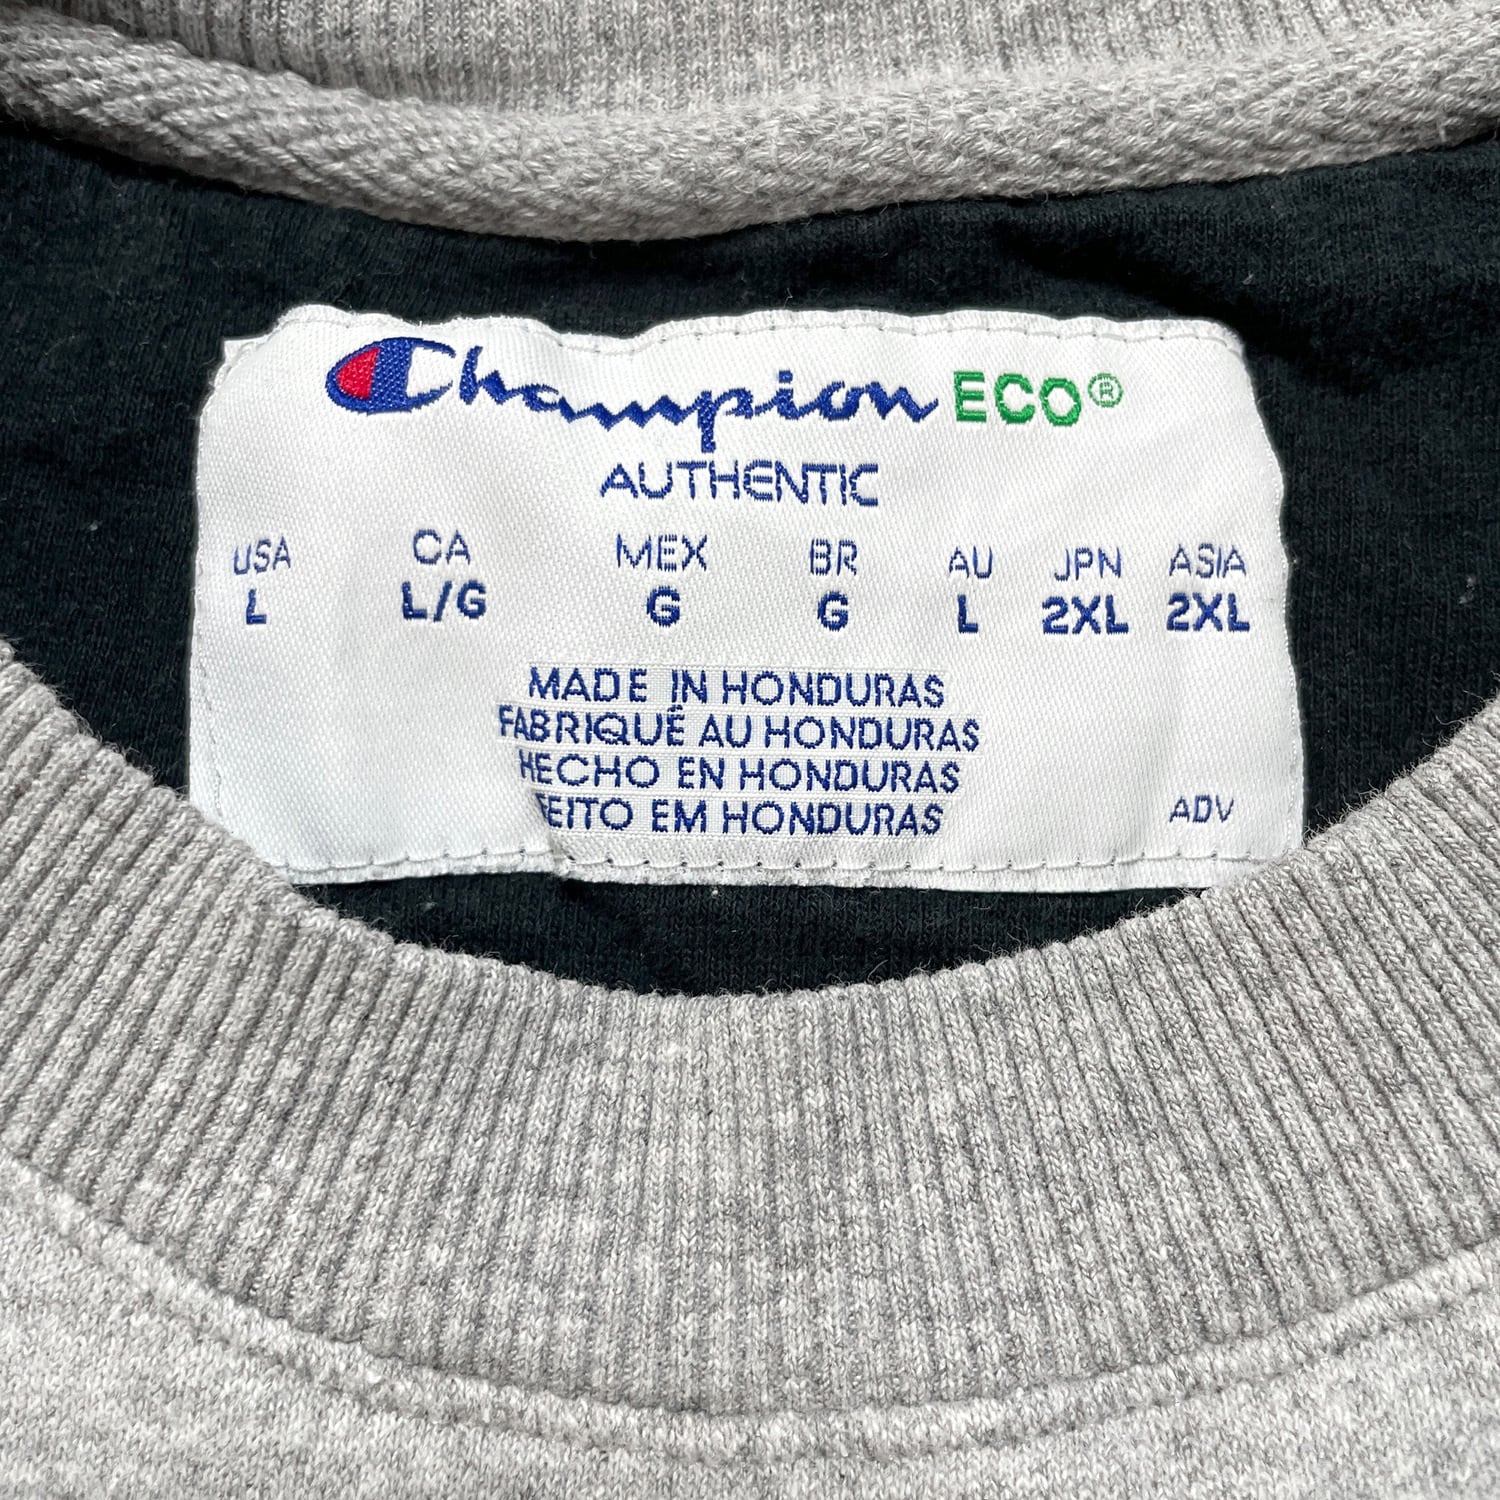 Champion ECO®
AUTHENTIC
USA CA MEX BR AU JPN ASIA
L L/G G G L 2XL 2XL
MADE IN HONDURAS
FABRIQUÉ AU HONDURAS
HECHO EN HONDURAS
FEITO EM HONDURAS
ADV